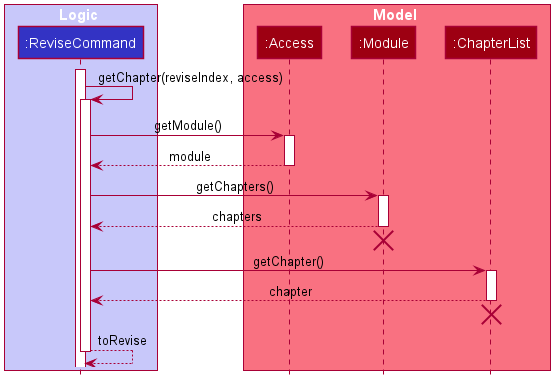 Logic
Model
:ReviseCommand
:Access
:Module
:ChapterList
getChapter(reviseIndex, access)
getModule()
module
getChapters()
chapters
getChapter()
chapter
toRevise